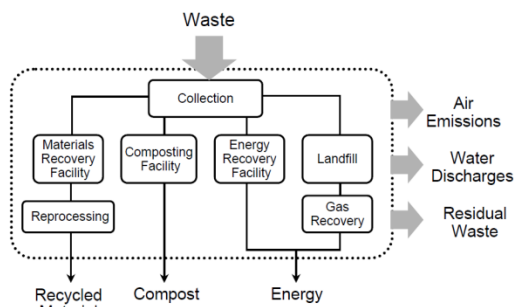 Waste
Collection
Air
Emissions
Materials
Recovery
Facility
Composting
Facility
Energy
Recovery
Facility
Landfill
Water
Discharges
Reprocessing
Gas
Recovery
Residual
Waste
Recycled
Compost
Energy